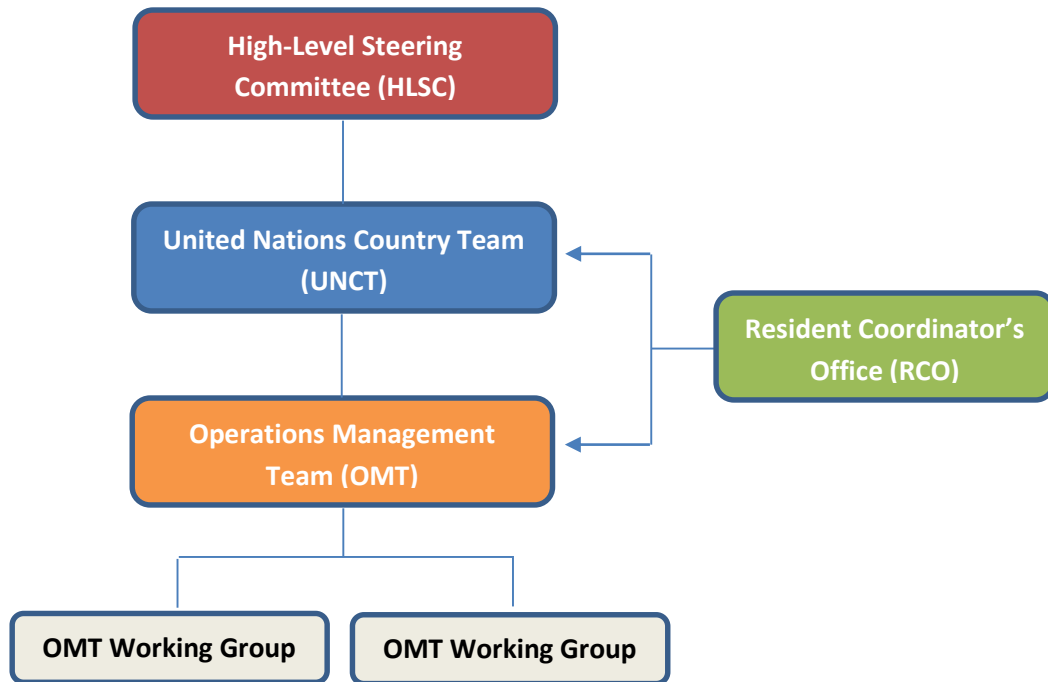 High-Level Steering
Committee (HLSC)
United Nations Country Team
(UNCT)
Resident Coordinator’s
Office (RCO)
Operations Management
Team (OMT)
OMT Working Group
OMT Working Group